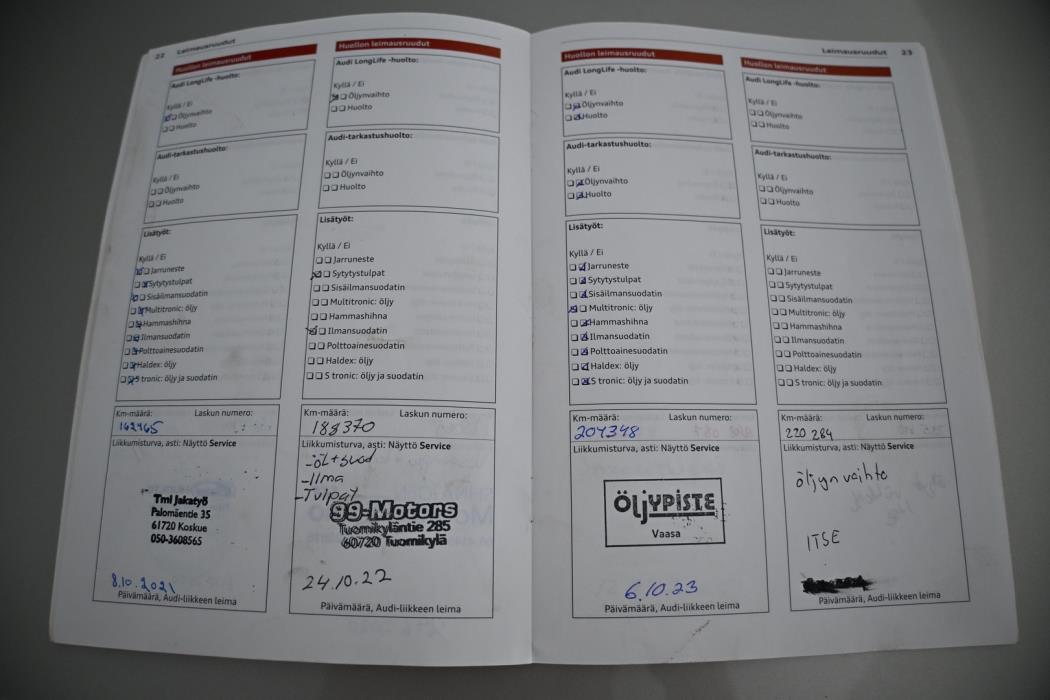 22 Leimausruudut
Huollon leimausruudut
Audi LongLife -huolto:
Kyllä / Ei
Öljynvaihto
Huolto
Audi-tarkastushuolto:
Kyllä / Ei
Öljynvaihto
Huolto
Lisätyöt:
Kyllä / Ei
Jarruneste
Sytytystulpat
Sisäilmansuodatin
Multitronic: öljy
Hammashihna
Ilmansuodatin
Polttoainesuodatin
Haldex: öljy
S tronic: öljy ja suodatin
Km-määrä: Laskun numero:
Liikkumisturva, asti: Näyttö Service
Tmi Jakatyö
Palomäentie 35
61720 Koskue
050-3608565
8.10.2021
Päivämäärä, Audi-liikkeen leima
Huollon leimausruudut
Audi LongLife -huolto:
Kyllä / Ei
Öljynvaihto
Huolto
Audi-tarkastushuolto:
Kyllä / Ei
Öljynvaihto
Huolto
Lisätyöt:
Kyllä / Ei
Jarruneste
Sytytystulpat
Sisäilmansuodatin
Multitronic: öljy
Hammashihna
Ilmansuodatin
Polttoainesuodatin
Haldex: öljy
S tronic: öljy ja suodatin
Km-määrä: Laskun numero:
188370
Liikkumisturva, asti: Näyttö Service
-öl+suod
-Ilma
-Tulpat
99-Motors
Tuomikyläntie 285
60720 Tuomikylä
24.10.22
Päivämäärä, Audi-liikkeen leima
Leimausruudut 23
Huollon leimausruudut
Audi LongLife -huolto:
Kyllä / Ei
Öljynvaihto
Huolto
Audi-tarkastushuolto:
Kyllä / Ei
Öljynvaihto
Huolto
Lisätyöt:
Kyllä / Ei
Jarruneste
Sytytystulpat
Sisäilmansuodatin
Multitronic: öljy
Hammashihna
Ilmansuodatin
Polttoainesuodatin
Haldex: öljy
S tronic: öljy ja suodatin
Km-määrä: Laskun numero:
204348
Liikkumisturva, asti: Näyttö Service
ÖljYPISTE
Vaasa
6.10.23
Päivämäärä, Audi-liikkeen leima
Huollon leimausruudut
Audi LongLife -huolto:
Kyllä / Ei
Öljynvaihto
Huolto
Audi-tarkastushuolto:
Kyllä / Ei
Öljynvaihto
Huolto
Lisätyöt:
Kyllä / Ei
Jarruneste
Sytytystulpat
Sisäilmansuodatin
Multitronic: öljy
Hammashihna
Ilmansuodatin
Polttoainesuodatin
Haldex: öljy
S tronic: öljy ja suodatin
Km-määrä: Laskun numero:
220 284
Liikkumisturva, asti: Näyttö Service
öljynvaihto
ITSE
Päivämäärä, Audi-liikkeen leima